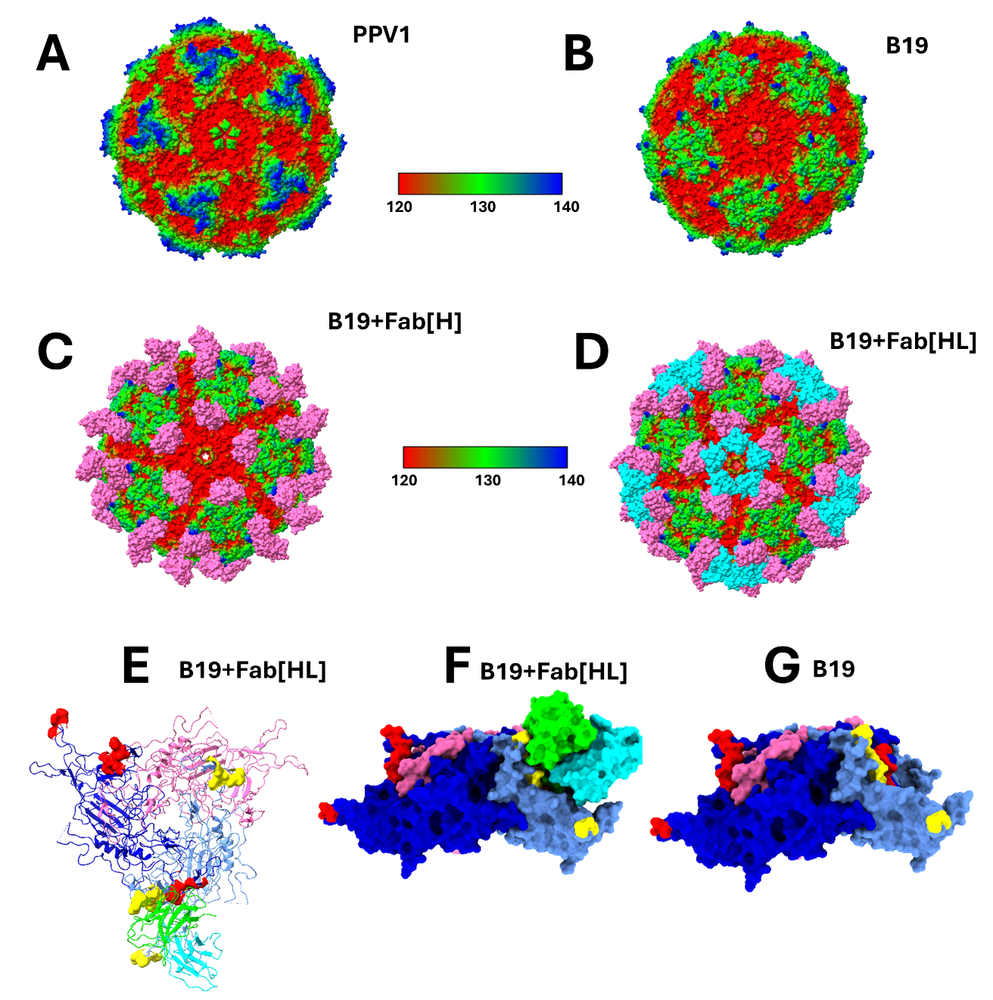 A
PPV1
B
B19
120
130
140
C
B19+Fab[H]
D
B19+Fab[HL]
120
130
140
E
B19+Fab[HL]
F
B19+Fab[HL]
G
B19